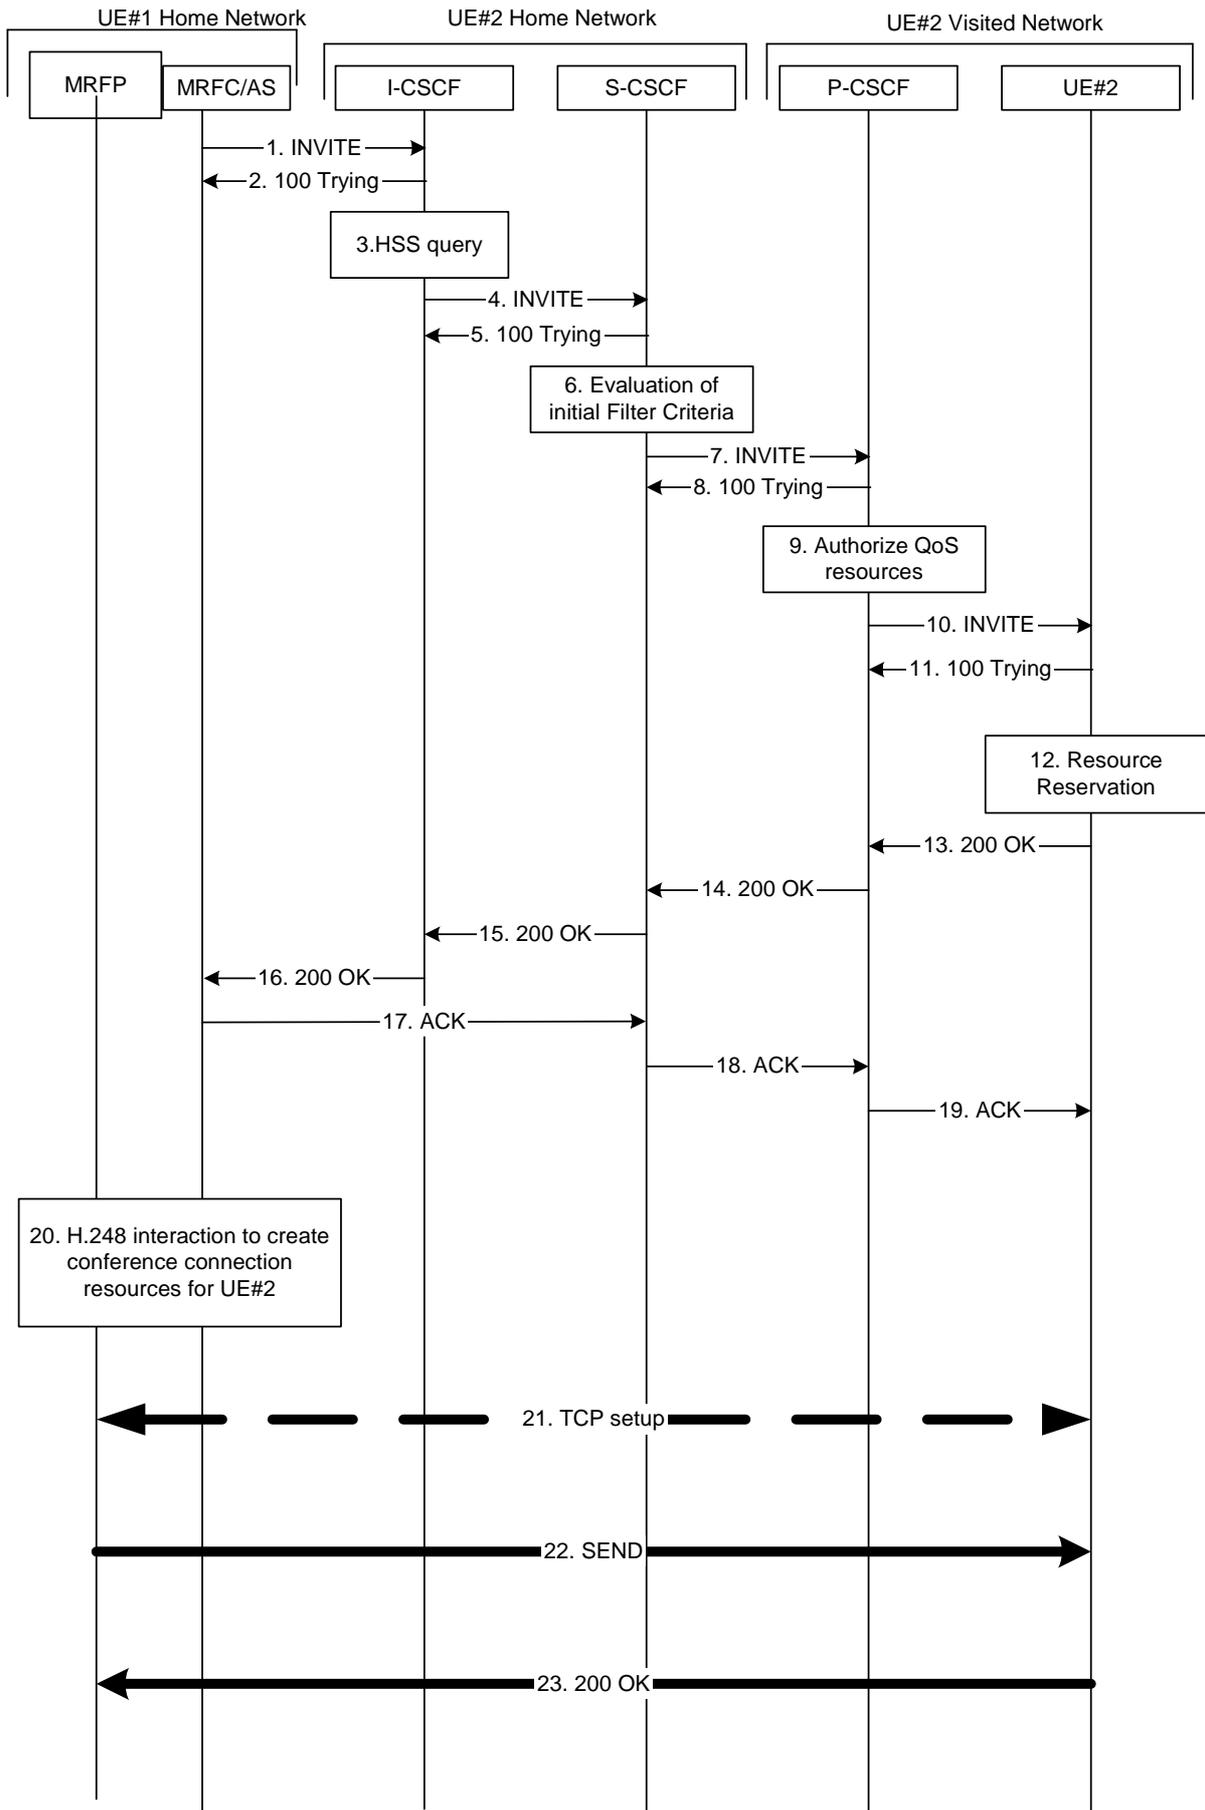 UE#1 Home Network
UE#2 Home Network
UE#2 Visited Network
MRFP
MRFC/AS
I-CSCF
S-CSCF
P-CSCF
UE#2
1. INVITE
2. 100 Trying
3.HSS query
4. INVITE
5. 100 Trying
6. Evaluation of
initial Filter Criteria
7. INVITE
8. 100 Trying
9. Authorize QoS
resources
10. INVITE
11. 100 Trying
12. Resource
Reservation
13. 200 OK
14. 200 OK
15. 200 OK
16. 200 OK
17. ACK
18. ACK
19. ACK
20. H.248 interaction to create
conference connection
resources for UE#2
21. TCP setup
22. SEND
23. 200 OK